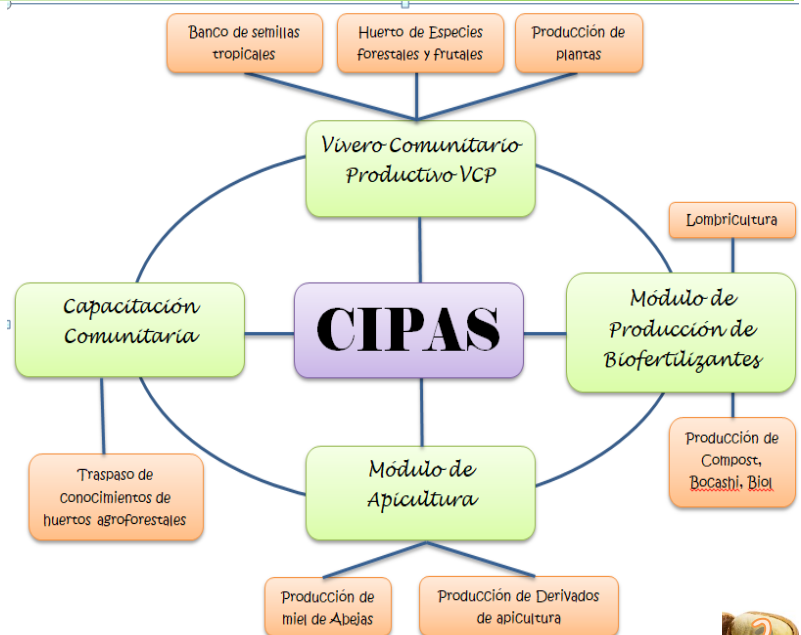 Banco de semillas
tropicales
Huerto de Especies
forestales y frutales
Producción de
plantas
Vivero Comunitario
Productivo VCP
Lombricultura
Capacitación
Comunitaria
CIPAS
Módulo de
Producción de
Biofertilizantes
Traspaso de
conocimientos de
huertos agroforestales
Módulo de
Apicultura
Producción de
Compost,
Bocashi, Biol
Producción de
miel de Abejas
Producción de Derivados
de apicultura